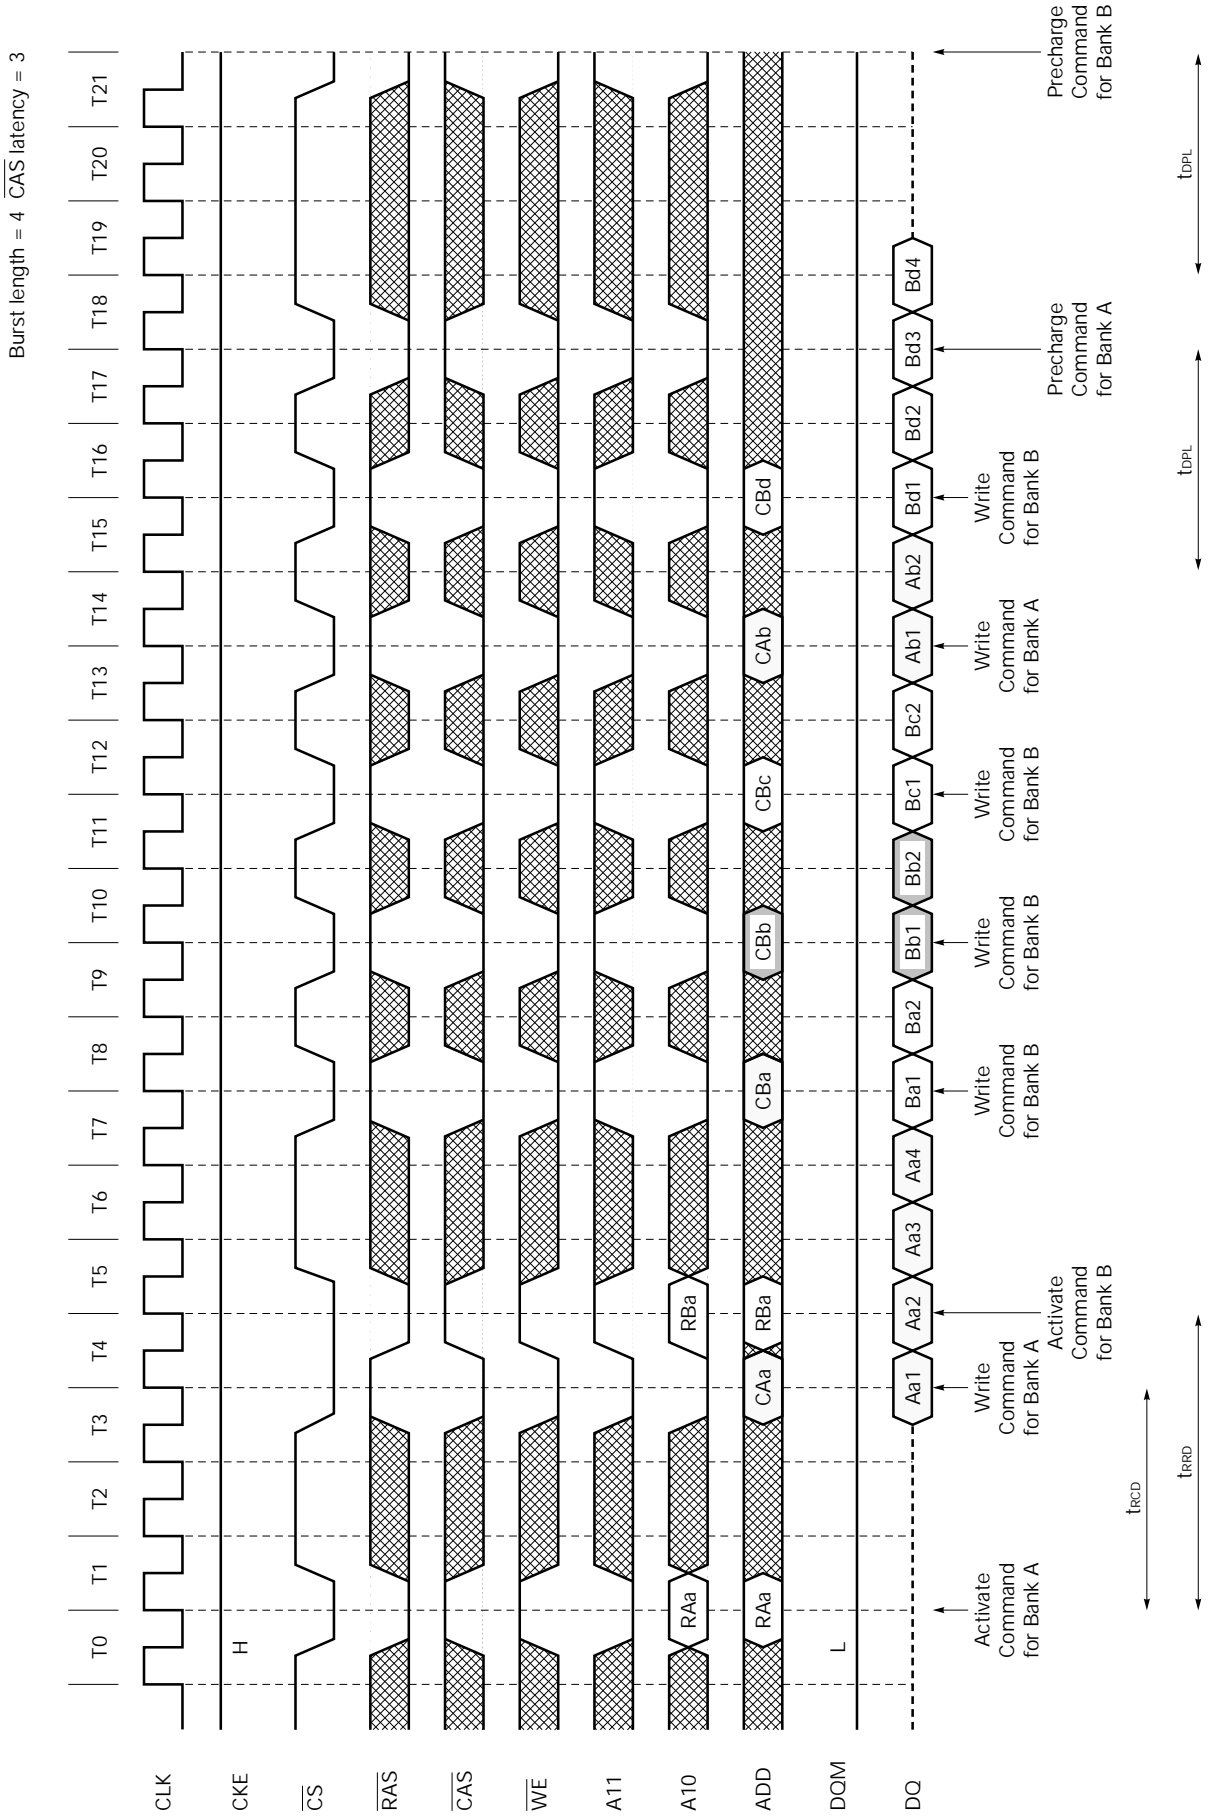 Burst length = 4 CAS latency = 3
T0 T1 T2 T3 T4 T5 T6 T7 T8 T9 T10 T11 T12 T13 T14 T15 T16 T17 T18 T19 T20 T21
CLK
CKE H
CS
RAS
CAS
WE
A11
A10 RAa RBa
ADD RAa CAa RBa CBa CBb CBc CAb CBd
DQM L
DQ Aa1 Aa2 Aa3 Aa4 Ba1 Ba2 Bb1 Bb2 Bc1 Bc2 Ab1 Ab2 Bd1 Bd2 Bd3 Bd4
Activate
Command
for Bank A
Write
Command
for Bank A
Activate
Command
for Bank B
Write
Command
for Bank B
Write
Command
for Bank B
Write
Command
for Bank B
Write
Command
for Bank A
Write
Command
for Bank B
Precharge
Command
for Bank A
Precharge
Command
for Bank B
tRCD
tRRD
tDPL
tDPL